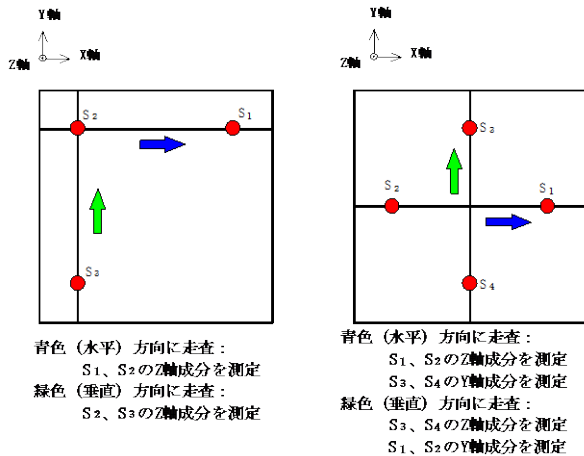 Y軸
Z軸
X軸
S₂
S₁
S₃
青色（水平）方向に走査：
S₁、S₂のZ軸成分を測定
緑色（垂直）方向に走査：
S₂、S₃のZ軸成分を測定
Y軸
Z軸
X軸
S₃
S₂
S₁
S₄
青色（水平）方向に走査：
S₁、S₂のZ軸成分を測定
S₃、S₄のY軸成分を測定
緑色（垂直）方向に走査：
S₃、S₄のZ軸成分を測定
S₁、S₂のY軸成分を測定